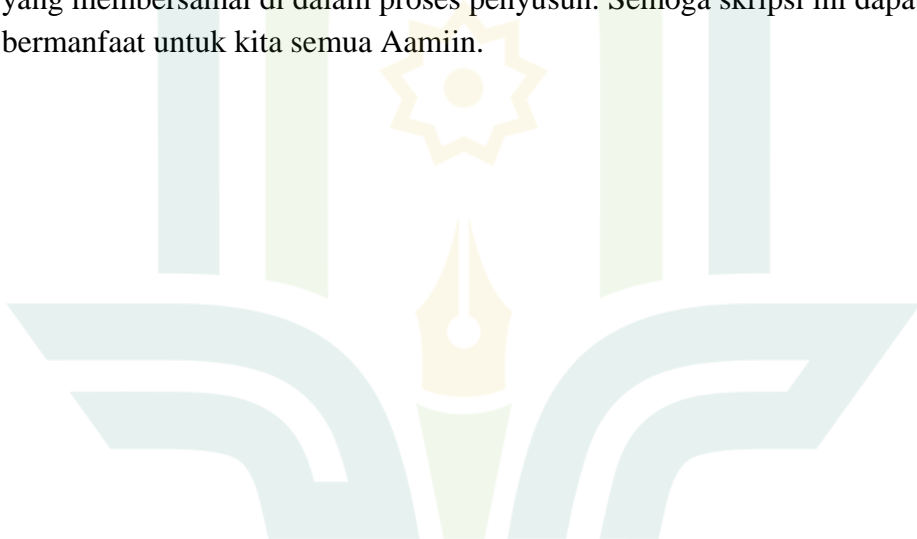 yang membersamai di dalam proses penyusun. Semoga skripsi ini dapa
bermanfaat untuk kita semua Aamiin.